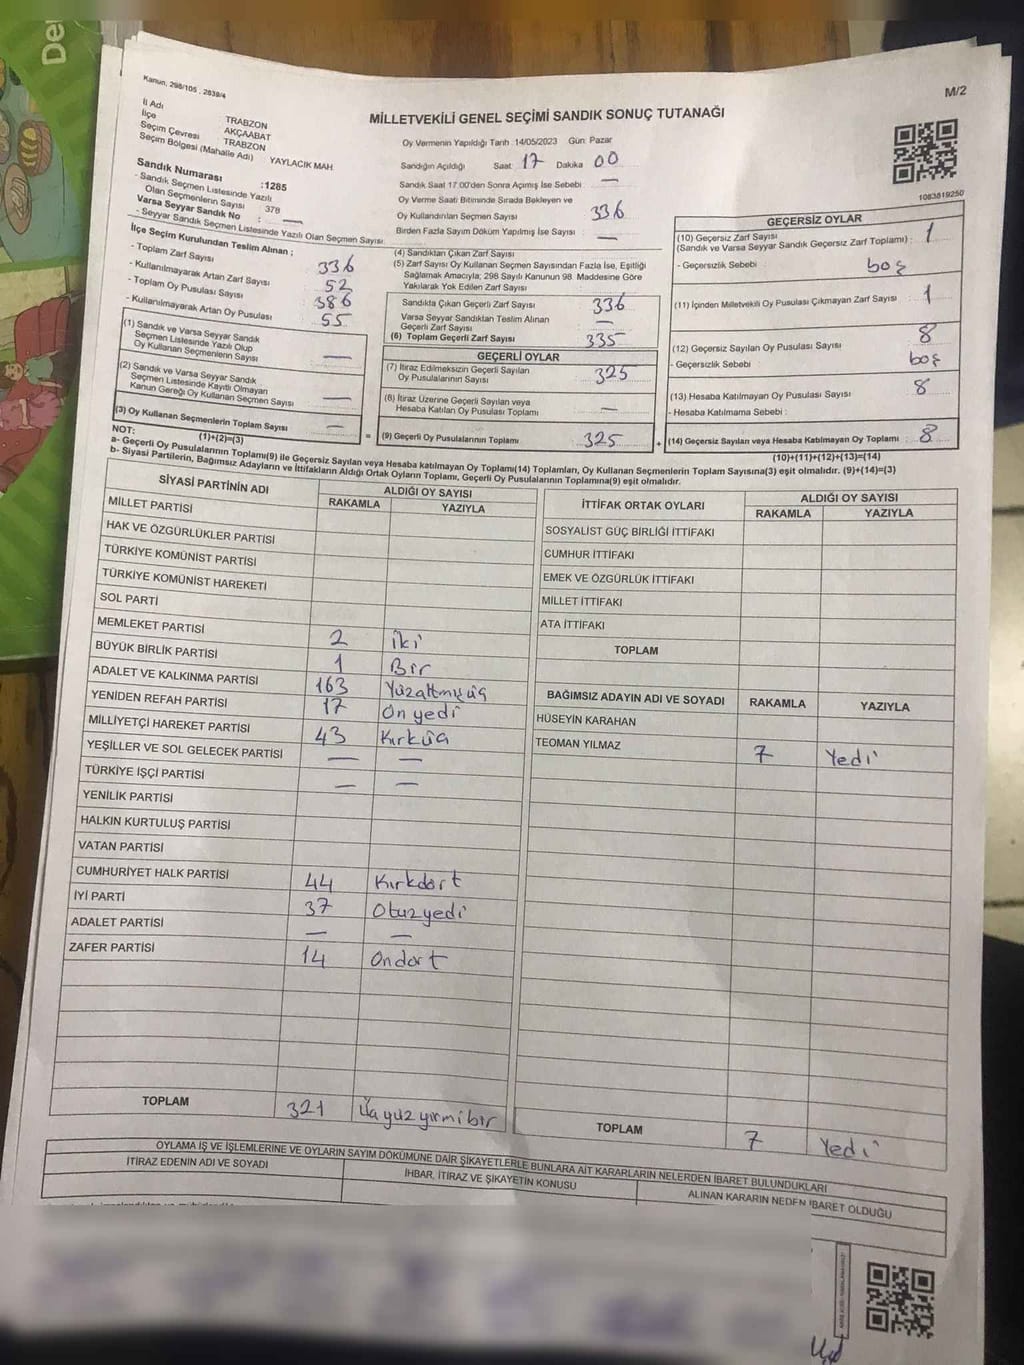 De
Kanun, 298/105 , 2839/4
M/2
MİLLETVEKİLİ GENEL SEÇİMİ SANDIK SONUÇ TUTANAĞI
İl Adı TRABZON
İlçe AKÇAABAT
Seçim Çevresi TRABZON
Seçim Bölgesi (Mahalle Adı) YAYLACIK MAH
Sandık Numarası :1285
- Sandık Seçmen Listesinde Yazılı
Olan Seçmenlerin Sayısı 378
Varsa Seyyar Sandık No : —
- Seyyar Sandık Seçmen Listesinde Yazılı Olan Seçmen Sayısı
İlçe Seçim Kurulundan Teslim Alınan ;
- Toplam Zarf Sayısı 336
- Kullanılmayarak Artan Zarf Sayısı 52
- Toplam Oy Pusulası Sayısı 386
- Kullanılmayarak Artan Oy Pusulası 55
(1) Sandık ve Varsa Seyyar Sandık
Seçmen Listesinde Yazılı Olup
Oy Kullanan Seçmenlerin Sayısı —
(2) Sandık ve Varsa Seyyar Sandık
Seçmen Listesinde Kayıtlı Olmayan
Kanun Gereği Oy Kullanan Seçmen Sayısı —
(3) Oy Kullanan Seçmenlerin Toplam Sayısı —
(1)+(2)=(3)
Oy Vermenin Yapıldığı Tarih :14/05/2023 Gün: Pazar
Sandığın Açıldığı Saat: 17 Dakika 00
Sandık Saat 17:00'den Sonra Açımış İse Sebebi —
Oy Verme Saati Bitiminde Sırada Bekleyen ve
Oy Kullandırılan Seçmen Sayısı 336
Birden Fazla Sayım Döküm Yapılmış İse Sayısı —
(4) Sandıktan Çıkan Zarf Sayısı
(5) Zarf Sayısı Oy Kullanan Seçmen Sayısından Fazla İse, Eşitliği
Sağlamak Amacıyla; 298 Sayılı Kanunun 98. Maddesine Göre
Yakılarak Yok Edilen Zarf Sayısı
Sandıkta Çıkan Geçerli Zarf Sayısı 336
Varsa Seyyar Sandıktan Teslim Alınan
Geçerli Zarf Sayısı —
(6) Toplam Geçerli Zarf Sayısı 335
GEÇERLİ OYLAR
(7) İtiraz Edilmeksizin Geçerli Sayılan
Oy Pusulalarının Sayısı 325
(8) İtiraz Üzerine Geçerli Sayılan veya
Hesaba Katılan Oy Pusulası Toplamı —
= (9) Geçerli Oy Pusulalarının Toplamı 325 +
1083819250
GEÇERSİZ OYLAR
(10) Geçersiz Zarf Sayısı
(Sandık ve Varsa Seyyar Sandık Geçersiz Zarf Toplamı) : 1
- Geçersizlik Sebebi : boş
(11) İçinden Milletvekili Oy Pusulası Çıkmayan Zarf Sayısı 1
(12) Geçersiz Sayılan Oy Pusulası Sayısı 8
- Geçersizlik Sebebi boş
(13) Hesaba Katılmayan Oy Pusulası Sayısı 8
- Hesaba Katılmama Sebebi :
(14) Geçersiz Sayılan veya Hesaba Katılmayan Oy Toplamı : 8
(10)+(11)+(12)+(13)=(14)
NOT:
a- Geçerli Oy Pusulalarının Toplamı(9) ile Geçersiz Sayılan veya Hesaba katılmayan Oy Toplamı(14) Toplamları, Oy Kullanan Seçmenlerin Toplam Sayısına(3) eşit olmalıdır. (9)+(14)=(3)
b- Siyasi Partilerin, Bağımsız Adayların ve İttifakların Aldığı Ortak Oyların Toplamı, Geçerli Oy Pusulalarının Toplamına(9) eşit olmalıdır.
SİYASİ PARTİNİN ADI ALDIĞI OY SAYISI
RAKAMLA YAZIYLA
MİLLET PARTİSİ
HAK VE ÖZGÜRLÜKLER PARTİSİ
TÜRKİYE KOMÜNİST PARTİSİ
TÜRKİYE KOMÜNİST HAREKETİ
SOL PARTİ
MEMLEKET PARTİSİ 2 iki
BÜYÜK BİRLİK PARTİSİ 1 Bir
ADALET VE KALKINMA PARTİSİ 163 Yüzaltmışüç
YENİDEN REFAH PARTİSİ 17 On yedi
MİLLİYETÇİ HAREKET PARTİSİ 43 Kırküç
YEŞİLLER VE SOL GELECEK PARTİSİ — —
TÜRKİYE İŞÇİ PARTİSİ — —
YENİLİK PARTİSİ
HALKIN KURTULUŞ PARTİSİ
VATAN PARTİSİ
CUMHURİYET HALK PARTİSİ 44 Kırkdört
İYİ PARTİ 37 Otuzyedi
ADALET PARTİSİ — —
ZAFER PARTİSİ 14 Ondört
TOPLAM 321 Üçyüz yirmibir
İTTİFAK ORTAK OYLARI ALDIĞI OY SAYISI
RAKAMLA YAZIYLA
SOSYALİST GÜÇ BİRLİĞİ İTTİFAKI
CUMHUR İTTİFAKI
EMEK VE ÖZGÜRLÜK İTTİFAKI
MİLLET İTTİFAKI
ATA İTTİFAKI
TOPLAM
BAĞIMSIZ ADAYIN ADI VE SOYADI RAKAMLA YAZIYLA
HÜSEYİN KARAHAN
TEOMAN YILMAZ 7 Yedi
TOPLAM 7 Yedi
OYLAMA İŞ VE İŞLEMLERİNE VE OYLARIN SAYIM DÖKÜMÜNE DAİR ŞİKAYETLERLE BUNLARA AİT KARARLARIN NELERDEN İBARET BULUNDUKLARI
İTİRAZ EDENİN ADI VE SOYADI İHBAR, İTİRAZ VE ŞİKAYETİN KONUSU ALINAN KARARIN NEDEN İBARET OLDUĞU